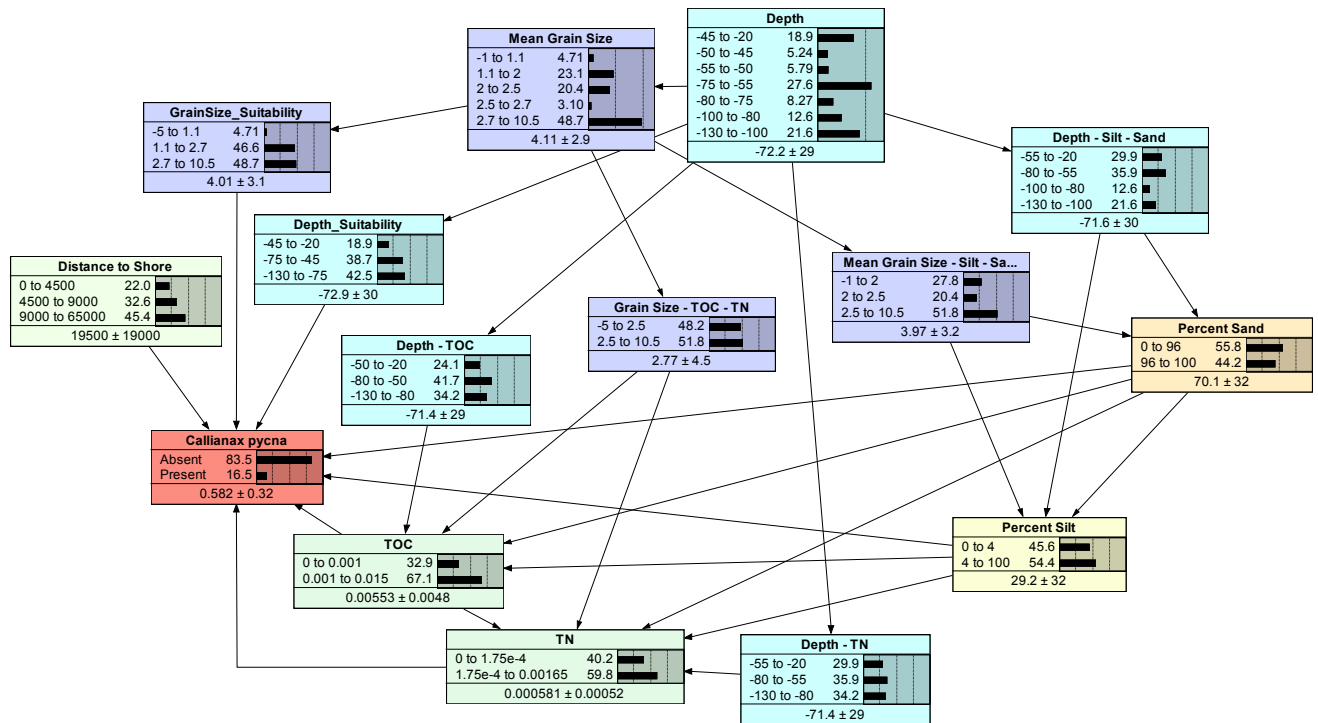 Depth
-45 to -20 18.9
-50 to -45 5.24
-55 to -50 5.79
-75 to -55 27.6
-80 to -75 8.27
-100 to -80 12.6
-130 to -100 21.6
-72.2 ± 29
Mean Grain Size
-1 to 1.1 4.71
1.1 to 2 23.1
2 to 2.5 20.4
2.5 to 2.7 3.10
2.7 to 10.5 48.7
4.11 ± 2.9
GrainSize_Suitability
-5 to 1.1 4.71
1.1 to 2.7 46.6
2.7 to 10.5 48.7
4.01 ± 3.1
Depth - Silt - Sand
-55 to -20 29.9
-80 to -55 35.9
-100 to -80 12.6
-130 to -100 21.6
-71.6 ± 30
Depth_Suitability
-45 to -20 18.9
-75 to -45 38.7
-130 to -75 42.5
-72.9 ± 30
Distance to Shore
0 to 4500 22.0
4500 to 9000 32.6
9000 to 65000 45.4
19500 ± 19000
Mean Grain Size - Silt - Sa...
-1 to 2 27.8
2 to 2.5 20.4
2.5 to 10.5 51.8
3.97 ± 3.2
Grain Size - TOC - TN
-5 to 2.5 48.2
2.5 to 10.5 51.8
2.77 ± 4.5
Percent Sand
0 to 96 55.8
96 to 100 44.2
70.1 ± 32
Depth - TOC
-50 to -20 24.1
-80 to -50 41.7
-130 to -80 34.2
-71.4 ± 29
Callianax pycna
Absent 83.5
Present 16.5
0.582 ± 0.32
Percent Silt
0 to 4 45.6
4 to 100 54.4
29.2 ± 32
TOC
0 to 0.001 32.9
0.001 to 0.015 67.1
0.00553 ± 0.0048
TN
0 to 1.75e-4 40.2
1.75e-4 to 0.00165 59.8
0.000581 ± 0.00052
Depth - TN
-55 to -20 29.9
-80 to -55 35.9
-130 to -80 34.2
-71.4 ± 29